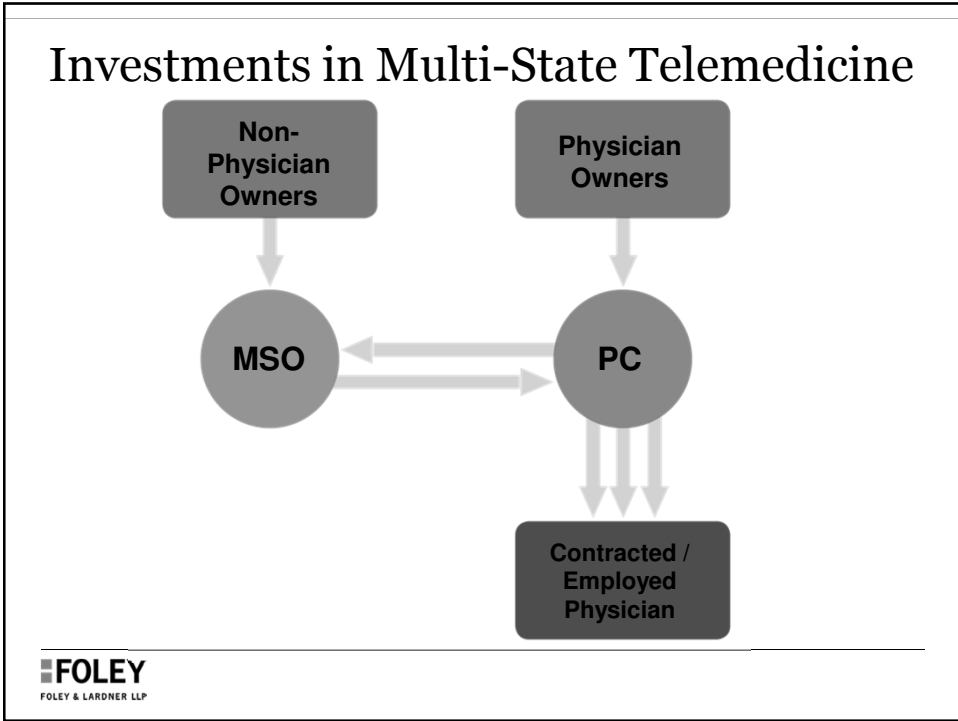 Investments in Multi-State Telemedicine
Non-
Physician
Owners
Physician
Owners
MSO
PC
Contracted /
Employed
Physician
FOLEY
FOLEY & LARDNER LLP